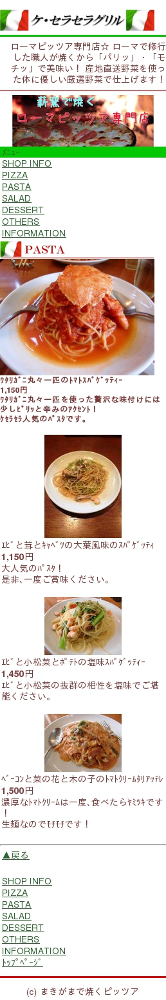 ケ・セラセラグリル
ローマピッツア専門店☆ ローマで修行
した職人が焼くから「パリッ」・「モ
チッ」で美味い！ 産地直送野菜を使っ
た体に優しい厳選野菜で仕上げます！
薪窯で焼く
ローマピッツア専門店
ﾒﾆｭｰ
SHOP INFO
PIZZA
PASTA
SALAD
DESSERT
OTHERS
INFORMATION
PASTA
ﾜﾀﾘｶﾞﾆ丸々一匹のﾄﾏﾄｽﾊﾟｹﾞｯﾃｨｰ
1,150円
ﾜﾀﾘｶﾞﾆ丸々一匹を使った贅沢な味付けには
少しﾋﾟﾘｯと辛みのｱｸｾﾝﾄ！
ｹｾﾗｾﾗ人気のﾊﾟｽﾀです。
ｴﾋﾞと茸とｷｬﾍﾞﾂの大葉風味のｽﾊﾟｹﾞｯﾃｨ
1,150円
大人気のﾊﾟｽﾀ！
是非､一度ご賞味ください。
ｴﾋﾞと小松菜とﾎﾟﾃﾄの塩味ｽﾊﾟｹﾞｯﾃｨｰ
1,450円
ｴﾋﾞと小松菜の抜群の相性を塩味でご堪
能ください。
ﾍﾞｰｺﾝと菜の花と木の子のﾄﾏﾄｸﾘｰﾑﾀﾘｱｯﾃﾚ
1,500円
濃厚なﾄﾏﾄｸﾘｰﾑは一度､食べたらﾔﾐﾂｷです
！
生麺なのでﾓﾁﾓﾁです！
▲戻る
SHOP INFO
PIZZA
PASTA
SALAD
DESSERT
OTHERS
INFORMATION
ﾄｯﾌﾟﾍﾟｰｼﾞ
(c) まきがまで焼くピッツア